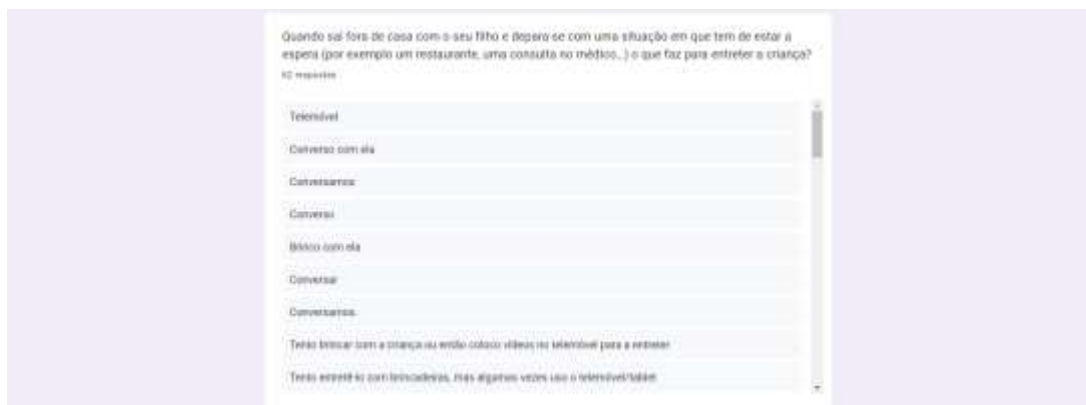 Quando sai fora de casa com o seu filho e depara-se com uma situação em que tem de estar a
espera (por exemplo um restaurante, uma consulta no médico,..) o que faz para entreter a criança?
respostas
Telemóvel
Converso com ela
Conversamos
Converso
Brinco com ela
Conversar
Conversamos
Tento brincar com a criança ou então coloco vídeos no telemóvel para a entreter
Tento entretê-lo com brincadeiras, mas algumas vezes uso o telemóvel/tablet